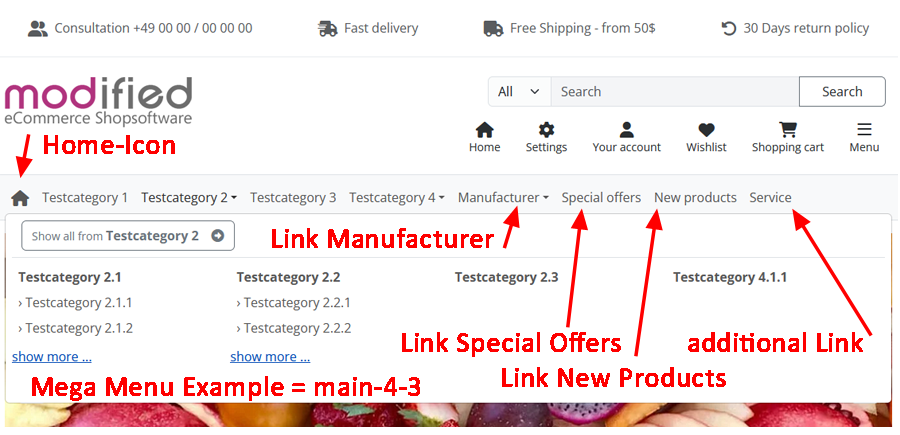 Consultation +49 00 00 / 00 00 00 Fast delivery Free Shipping - from 50$ 30 Days return policy
modified
eCommerce Shopsoftware
All Search Search
Home-Icon
Home Settings Your account Wishlist Shopping cart Menu
Testcategory 1 Testcategory 2 Testcategory 3 Testcategory 4 Manufacturer Special offers New products Service
Show all from Testcategory 2
Link Manufacturer
Testcategory 2.1 Testcategory 2.2 Testcategory 2.3 Testcategory 4.1.1
› Testcategory 2.1.1 › Testcategory 2.2.1
› Testcategory 2.1.2 › Testcategory 2.2.2
Link Special Offers additional Link
show more ... show more ...
Link New Products
Mega Menu Example = main-4-3